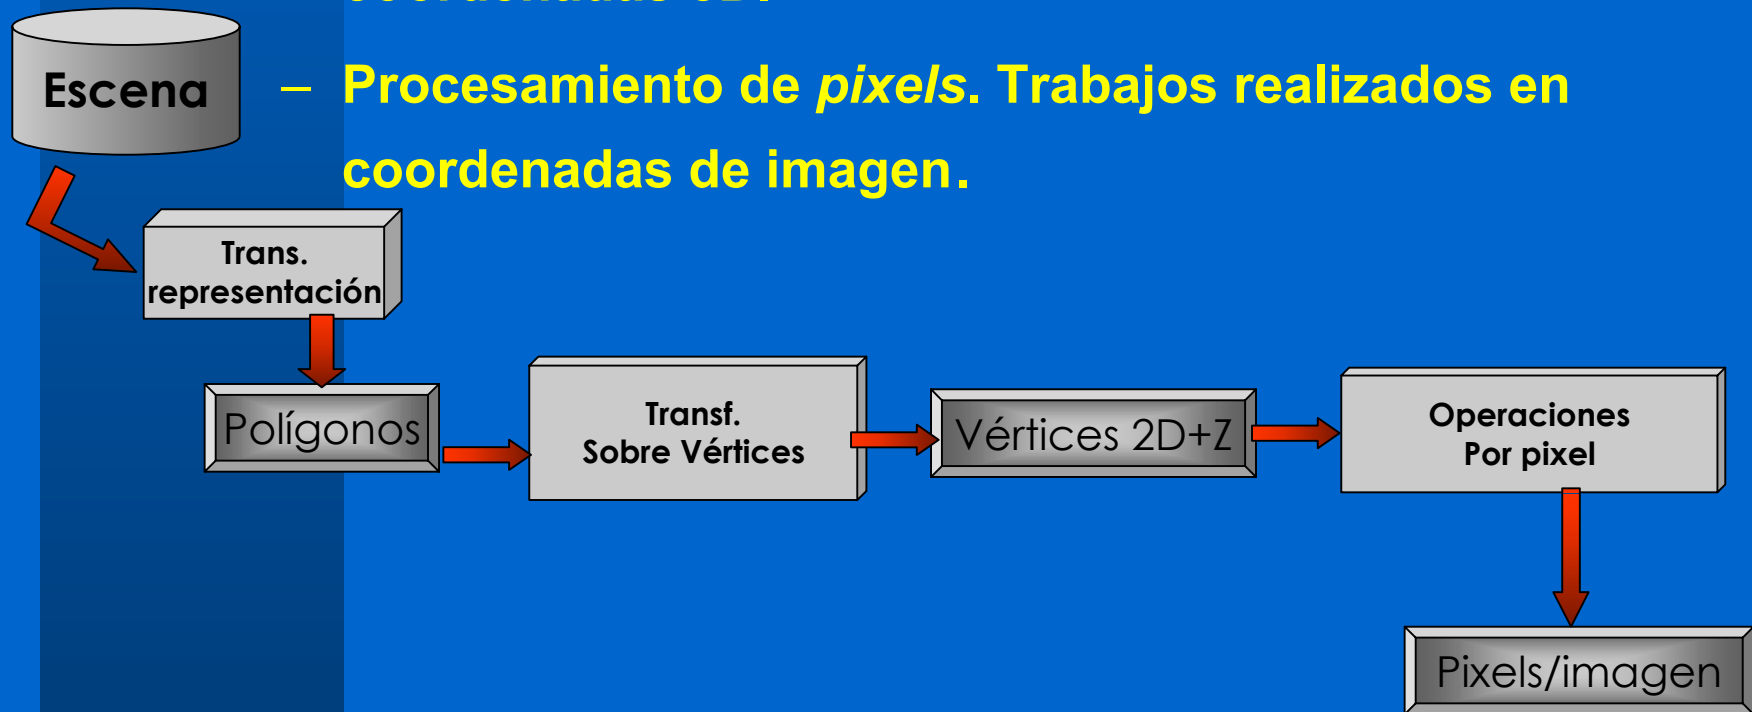 Escena
– Procesamiento de pixels. Trabajos realizados en
coordenadas de imagen.
Trans.
representación
Polígonos
Transf.
Sobre Vértices
Vértices 2D+Z
Operaciones
Por pixel
Pixels/imagen